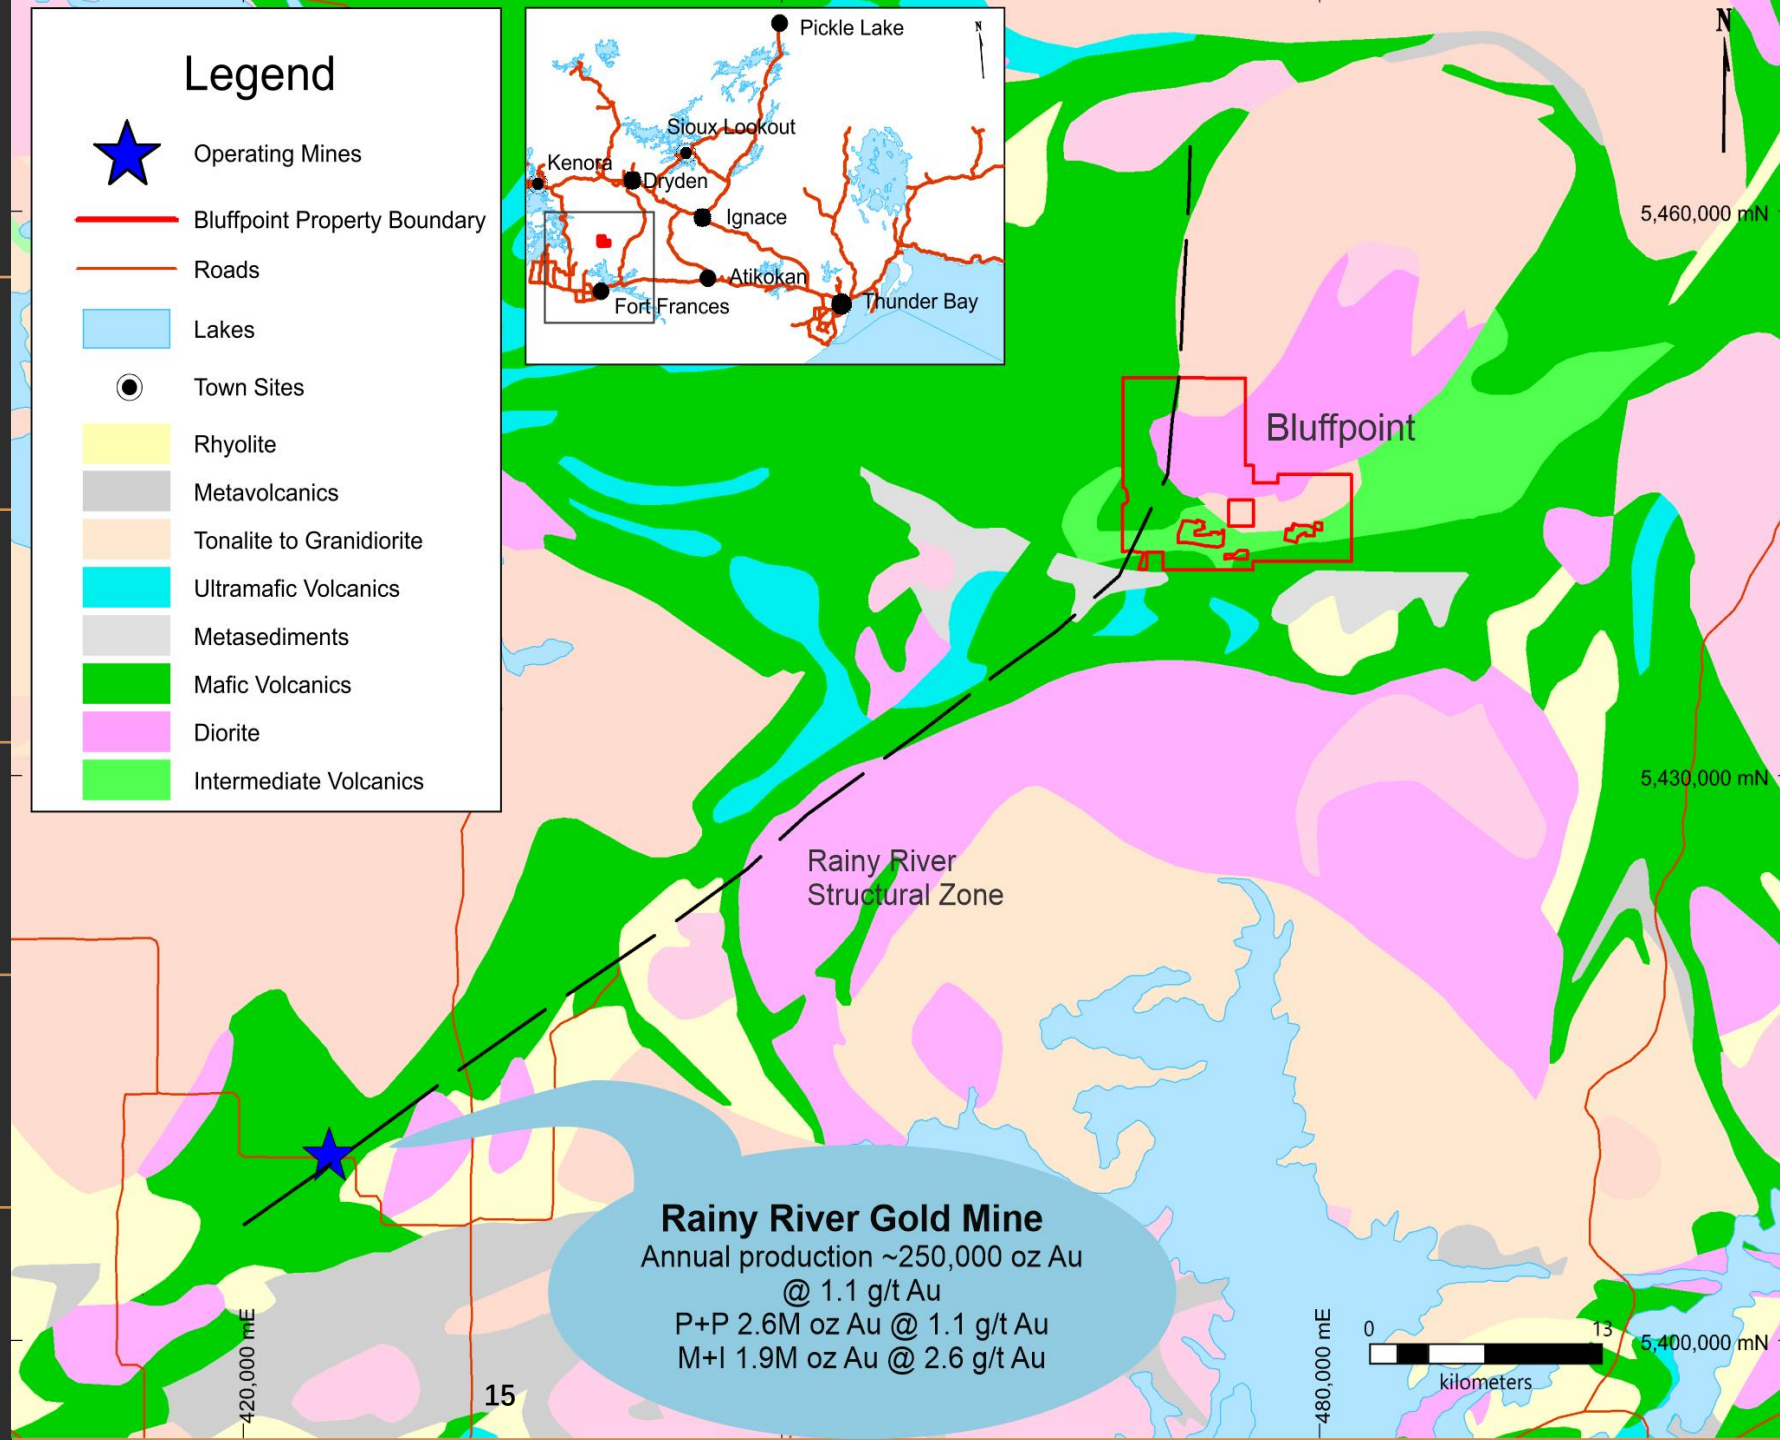 Legend
Operating Mines
Bluffpoint Property Boundary
Roads
Lakes
Town Sites
Rhyolite
Metavolcanics
Tonalite to Granidiorite
Ultramafic Volcanics
Metasediments
Mafic Volcanics
Diorite
Intermediate Volcanics
Pickle Lake
N
Sioux Lookout
Kenora
Dryden
Ignace
Atikokan
Fort Frances
Thunder Bay
N
5,460,000 mN
Bluffpoint
5,430,000 mN
Rainy River
Structural Zone
Rainy River Gold Mine
Annual production ~250,000 oz Au
@ 1.1 g/t Au
P+P 2.6M oz Au @ 1.1 g/t Au
M+I 1.9M oz Au @ 2.6 g/t Au
420,000 mE
15
480,000 mE
0 13
kilometers
5,400,000 mN